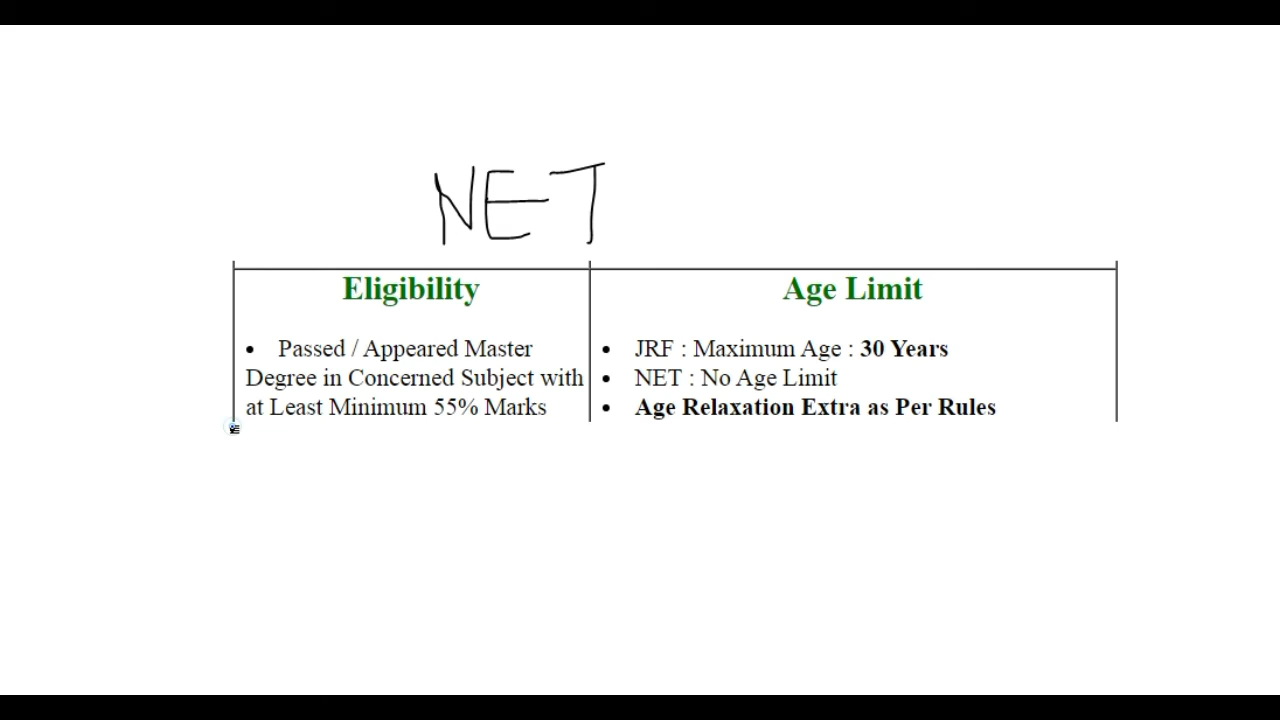 NET
Eligibility
Age Limit
• Passed / Appeared Master
Degree in Concerned Subject with
at Least Minimum 55% Marks
• JRF : Maximum Age : 30 Years
• NET : No Age Limit
• Age Relaxation Extra as Per Rules